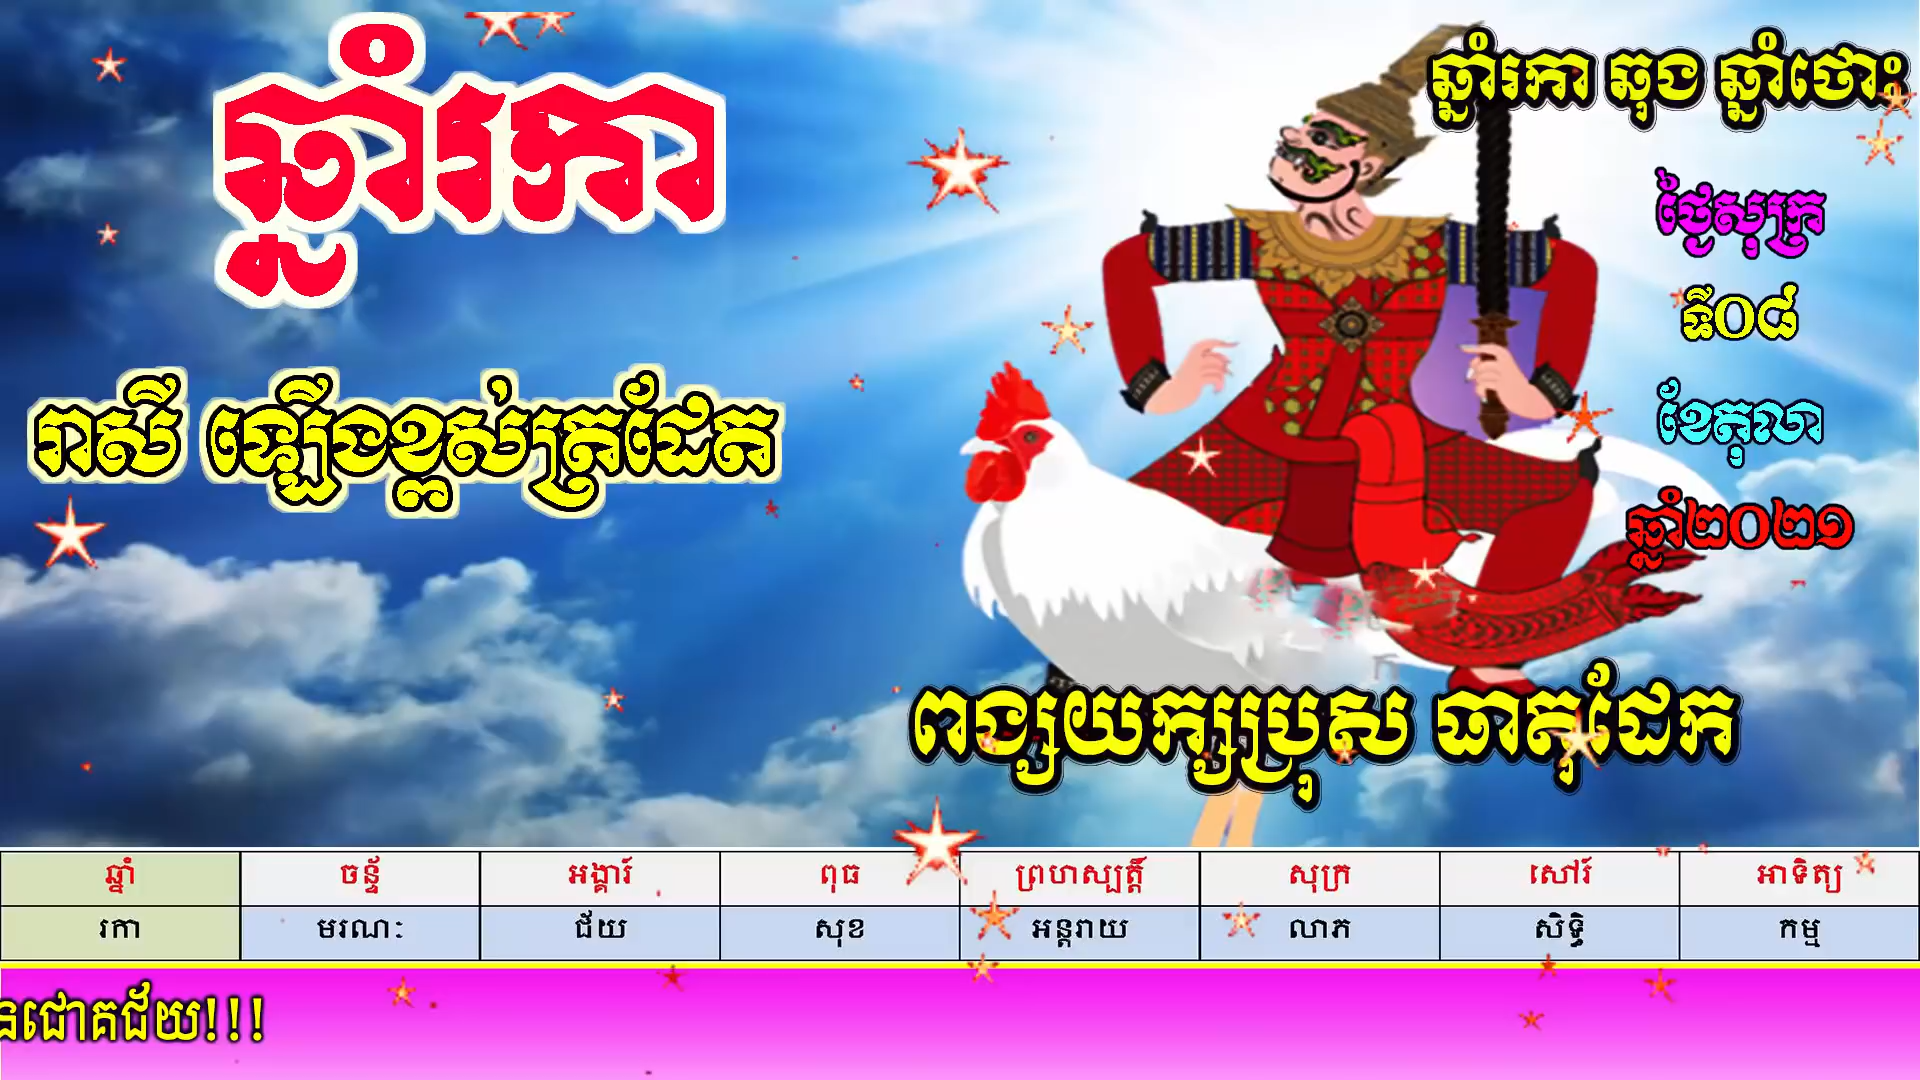 ឆ្នាំរកា
រាសី ឡើងខ្ពស់ត្រដែត
ឆ្នាំរកា ឆុង ឆ្នាំថោះ
ថ្ងៃសុក្រ
ទី០៨
ខែតុលា
ឆ្នាំ២០២១
ពង្សយក្សប្រុស ធាតុដែក
ឆ្នាំ ចន្ទ័ អង្គារ៍ ពុធ ព្រហស្បត្តិ៍ សុក្រ សៅរ៍ អាទិត្យ
រកា មរណៈ ជ័យ សុខ អន្តរាយ លាភ សិទ្ធិ កម្ម
នជោគជ័យ!!!